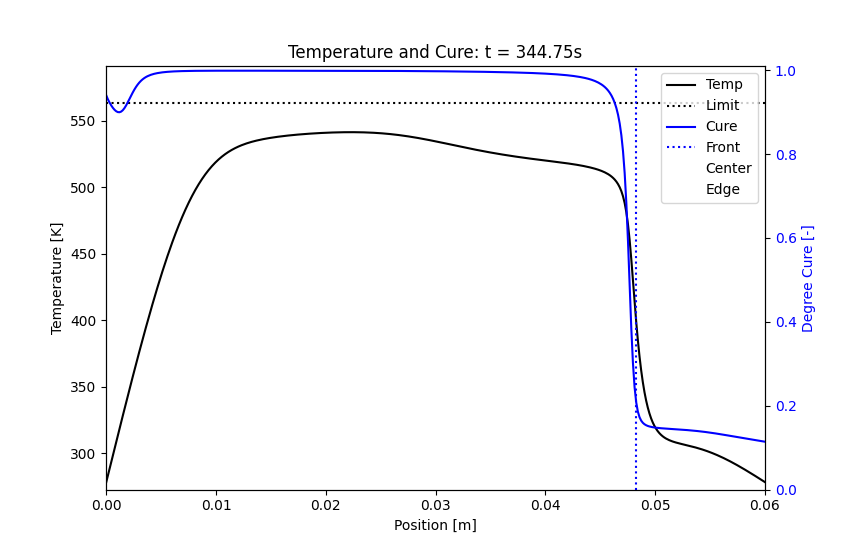 Temperature and Cure: t = 344.75s
Temp
Limit
Cure
Front
Center
Edge
Temperature [K]
550
500
450
400
350
300
Degree Cure [-]
1.0
0.8
0.6
0.4
0.2
0.0
0.00 0.01 0.02 0.03 0.04 0.05 0.06
Position [m]